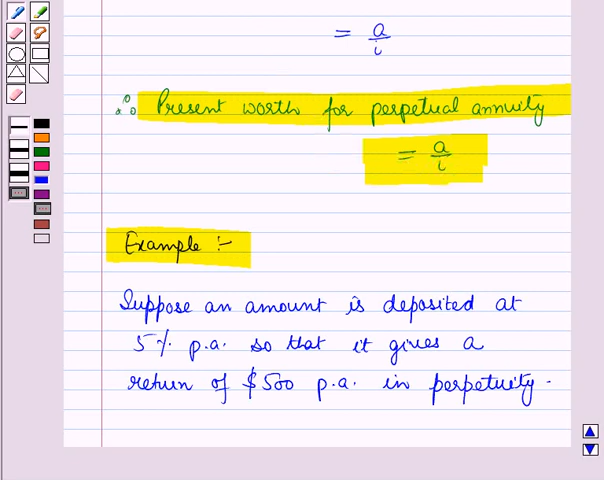 = a/i
∴ Present worth for perpetual annuity
= a/i
Example :-
Suppose an amount is deposited at
5% p.a. so that it gives a
return of $500 p.a. in perpetuity.